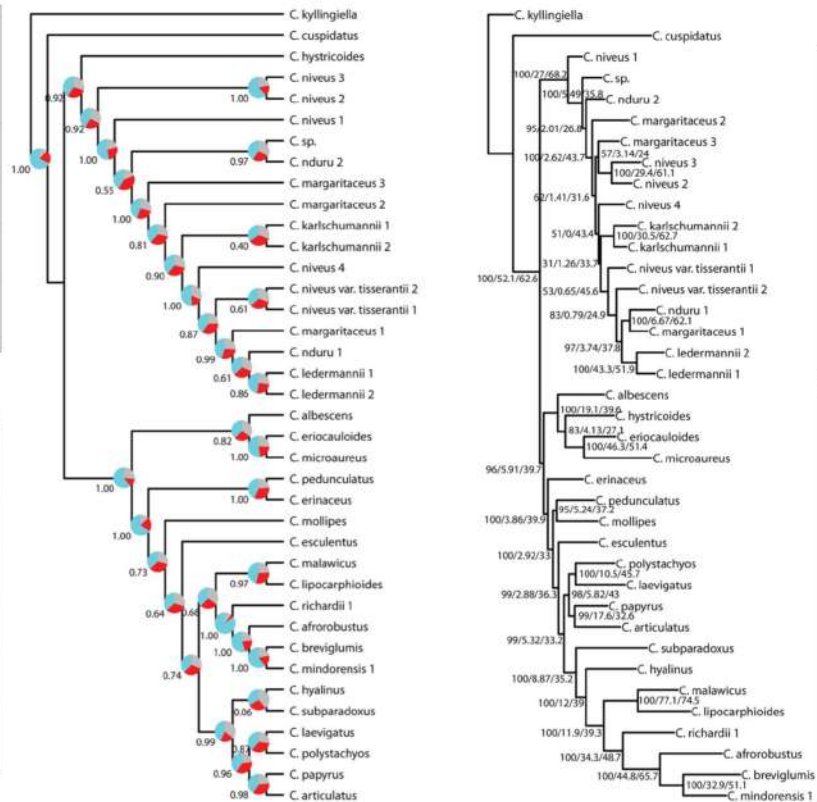 C. kyllingiella
C. cuspidatus
C. hystricoides
C. niveus 3
C. niveus 2
C. niveus 1
C. sp.
C. nduru 2
C. margaritaceus 3
C. margaritaceus 2
C. karlschumannii 1
C. karlschumannii 2
C. niveus 4
C. niveus var. tisserantii 2
C. niveus var. tisserantii 1
C. margaritaceus 1
C. nduru 1
C. ledermannii 1
C. ledermannii 2
C. albescens
C. eriocauloides
C. microaureus
C. pedunculatus
C. erinaceus
C. mollipes
C. esculentus
C. malawicus
C. lipocarphioides
C. richardii 1
C. afrorobustus
C. breviglumis
C. mindorensis 1
C. hyalinus
C. subparadoxus
C. laevigatus
C. polystachyos
C. papyrus
C. articulatus
0.92
1.00
0.92
1.00
1.00
0.97
0.55
1.00
0.81
0.40
0.90
1.00
0.61
0.87
0.99
0.61
0.86
0.82
1.00
1.00
1.00
1.00
0.73
0.97
0.64
0.68
1.00
1.00
1.00
0.74
0.06
0.99
0.83
0.96
0.98
C. kyllingiella
C. cuspidatus
C. niveus 1
100/27/68.2
C. sp.
100/5.49/35.8
C. nduru 2
C. margaritaceus 2
95/2.01/26.8
C. margaritaceus 3
57/3.14/24
100/2.62/43.7
C. niveus 3
100/29.4/61.1
C. niveus 2
62/1.41/31.6
C. niveus 4
C. karlschumannii 2
51/0/43.4
100/30.5/62.7
C. karlschumannii 1
31/1.26/33.7
C. niveus var. tisserantii 1
100/52.1/62.6
C. niveus var. tisserantii 2
53/0.65/45.6
C. nduru 1
83/0.79/24.9
100/6.67/62.1
C. margaritaceus 1
97/3.74/37.8
C. ledermannii 2
100/43.3/51.9
C. ledermannii 1
C. albescens
100/19.1/39.6
C. hystricoides
83/4.13/27.1
C. eriocauloides
100/46.3/51.4
C. microaureus
96/5.91/39.7
C. erinaceus
C. pedunculatus
95/5.24/37.2
100/3.86/39.9
C. mollipes
C. esculentus
100/2.92/33
C. polystachyos
100/10.5/45.7
C. laevigatus
99/2.88/36.3
98/5.82/43
C. papyrus
99/17.6/32.6
C. articulatus
99/5.32/33.2
C. subparadoxus
100/8.87/35.2
C. hyalinus
C. malawicus
100/12/39
100/77.1/74.5
C. lipocarphioides
100/11.9/39.3
C. richardii 1
100/34.3/48.7
C. afrorobustus
100/44.8/65.7
C. breviglumis
100/32.9/51.1
C. mindorensis 1